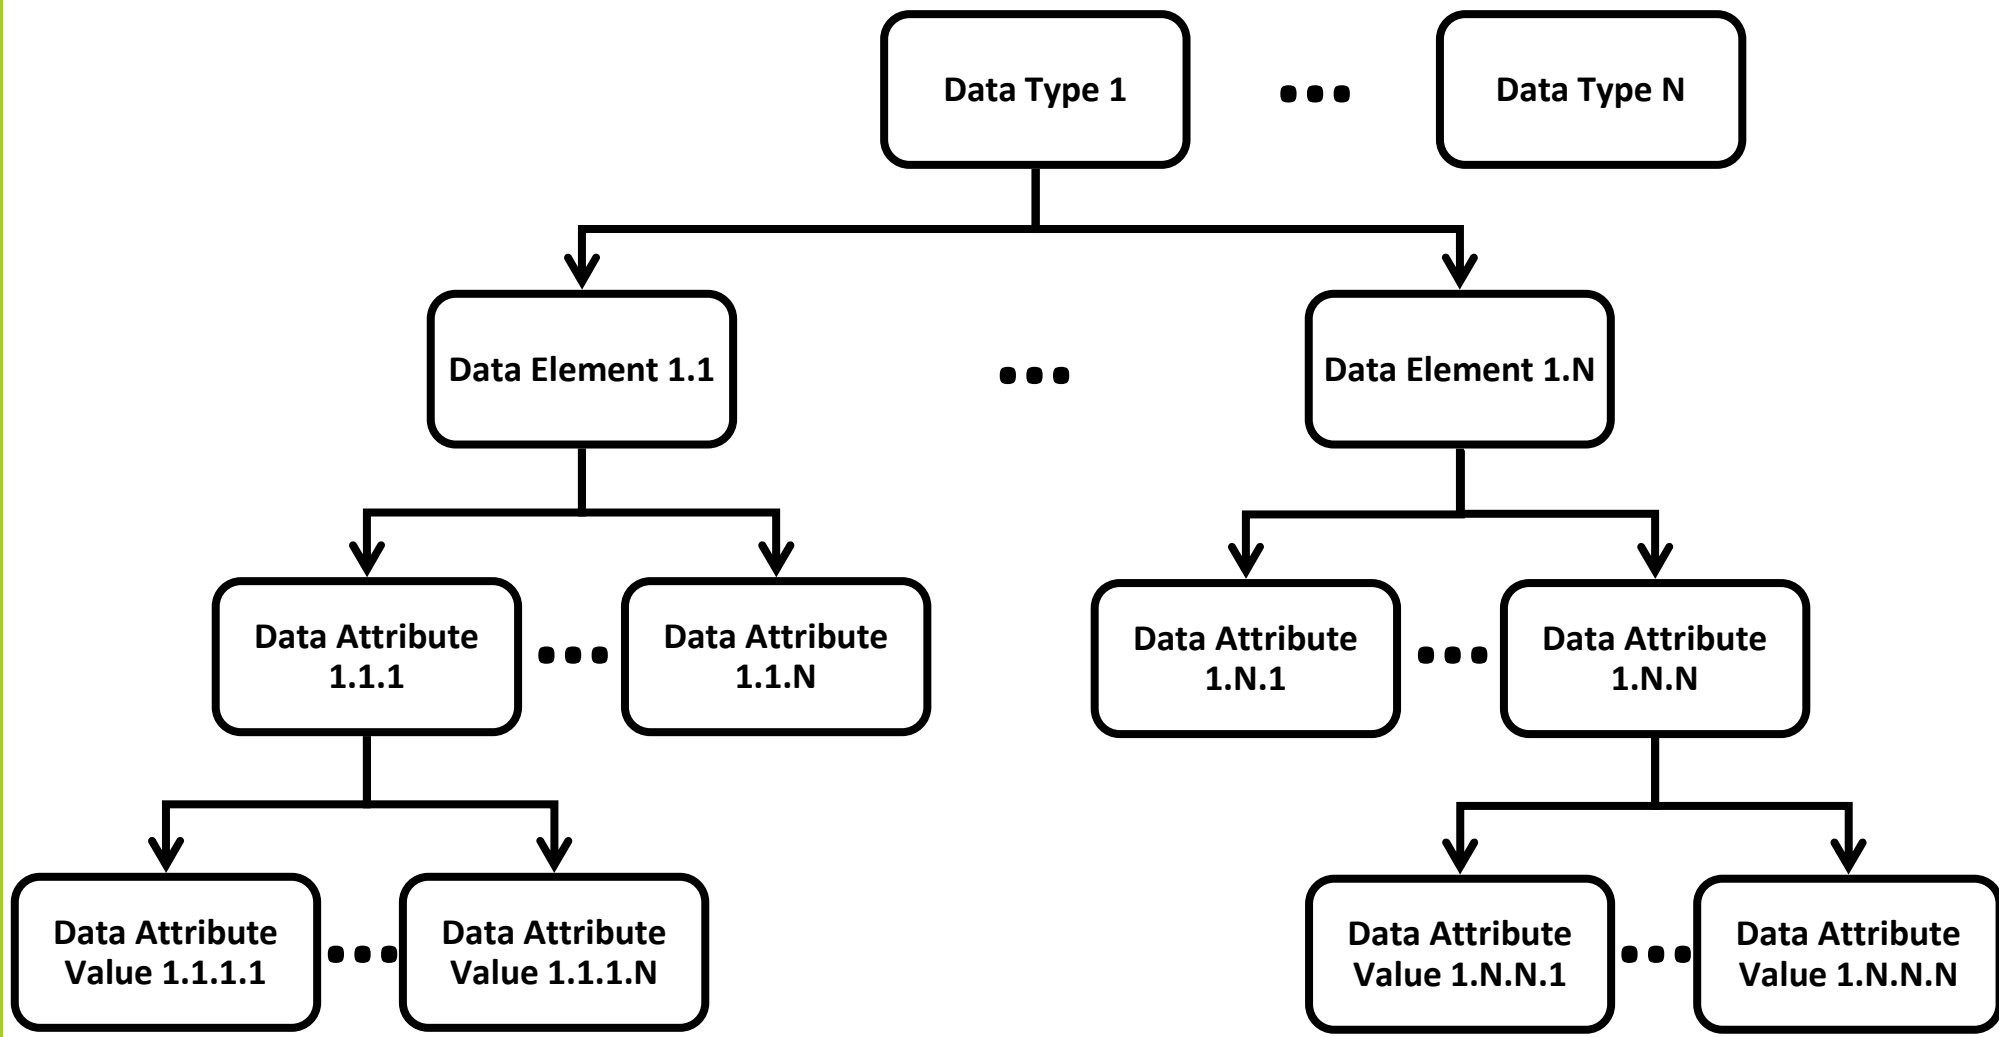 Data Type 1
...
Data Type N
Data Element 1.1
...
Data Element 1.N
Data Attribute
1.1.1
...
Data Attribute
1.1.N
Data Attribute
1.N.1
...
Data Attribute
1.N.N
Data Attribute
Value 1.1.1.1
...
Data Attribute
Value 1.1.1.N
Data Attribute
Value 1.N.N.1
...
Data Attribute
Value 1.N.N.N